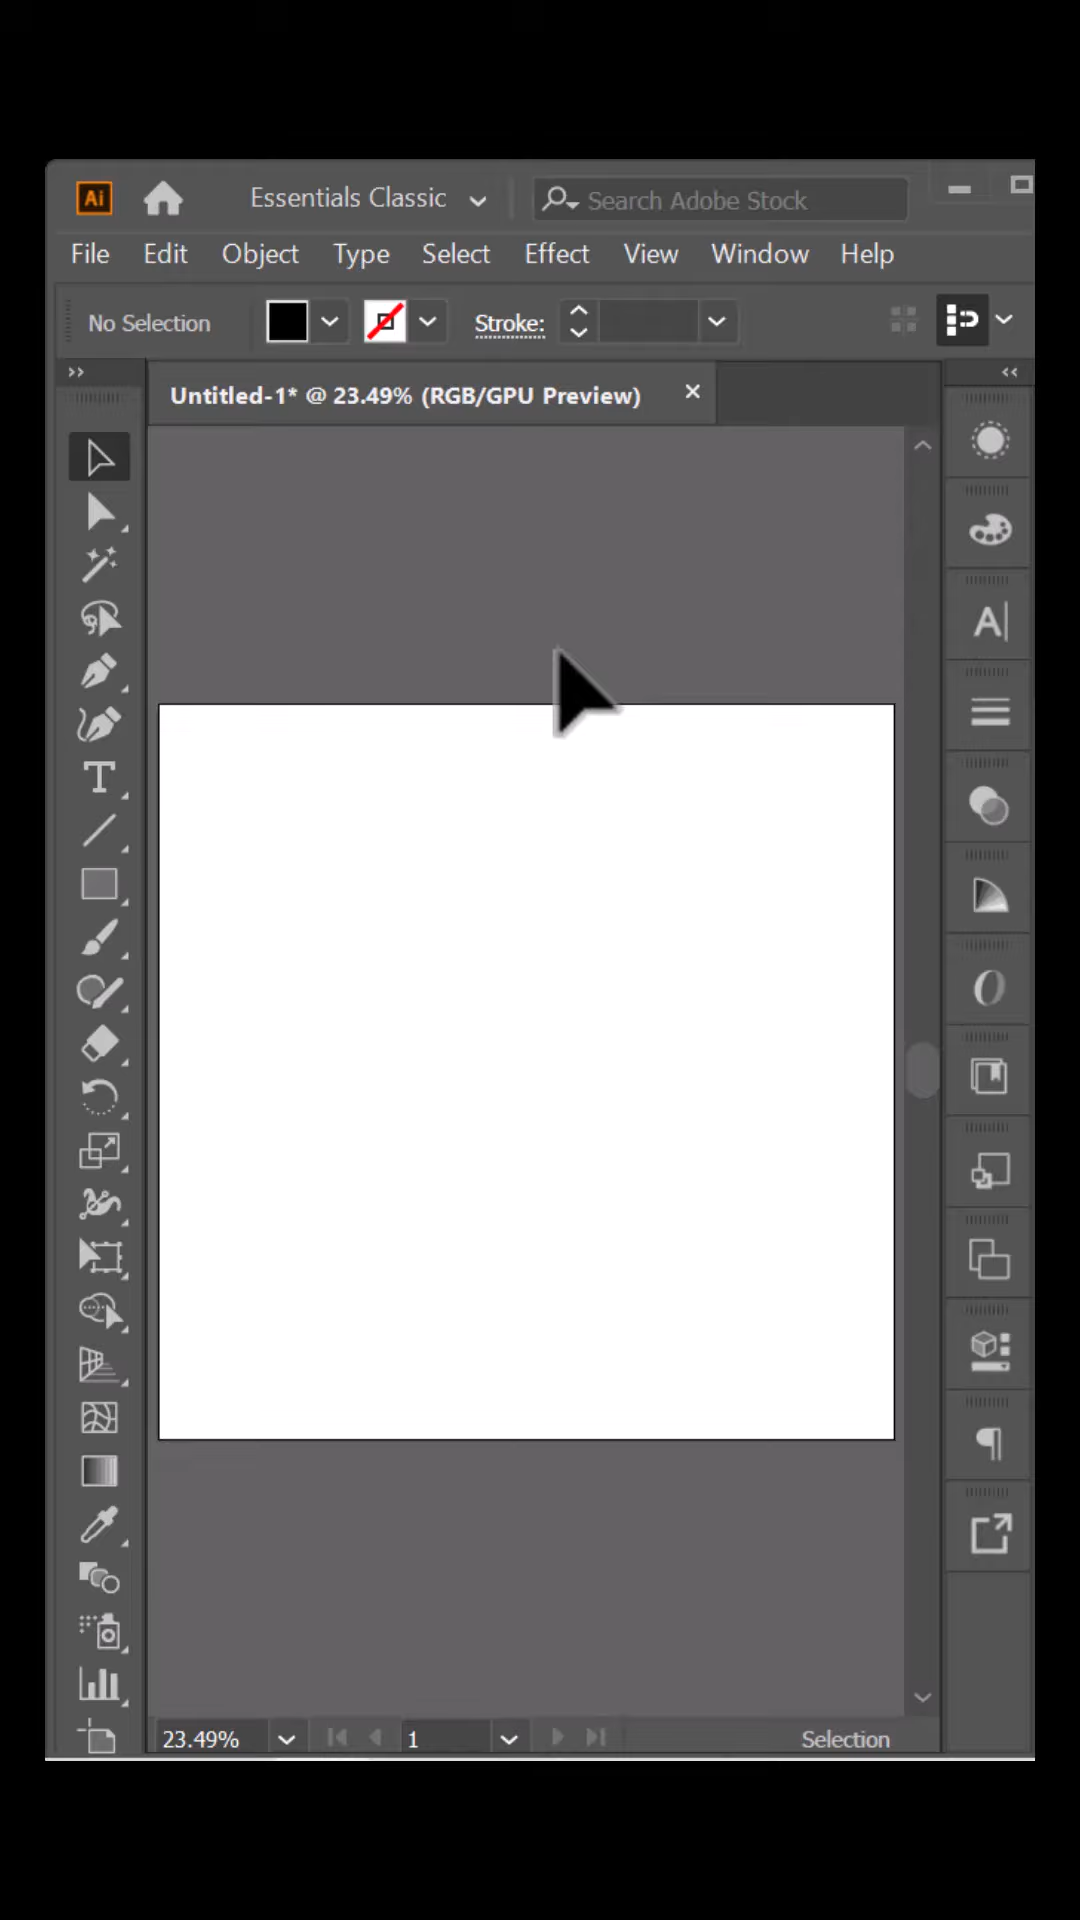 Ai Essentials Classic Search Adobe Stock
File Edit Object Type Select Effect View Window Help
No Selection Stroke:
Untitled-1* @ 23.49% (RGB/GPU Preview)
23.49% 1 Selection